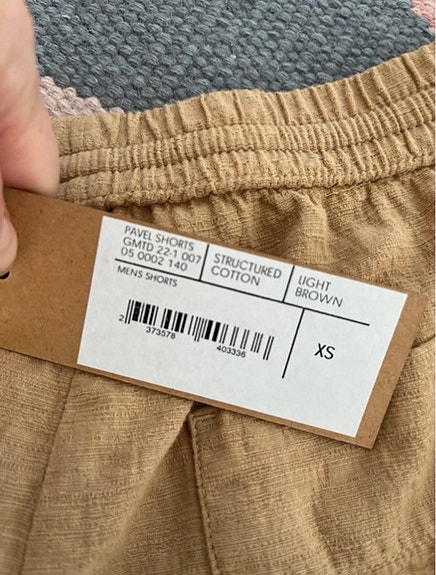 PAVEL SHORTS
GMTD 22-1 007
05 0002 140
STRUCTURED
COTTON
LIGHT
BROWN
MENS SHORTS
2 373578 403336
XS